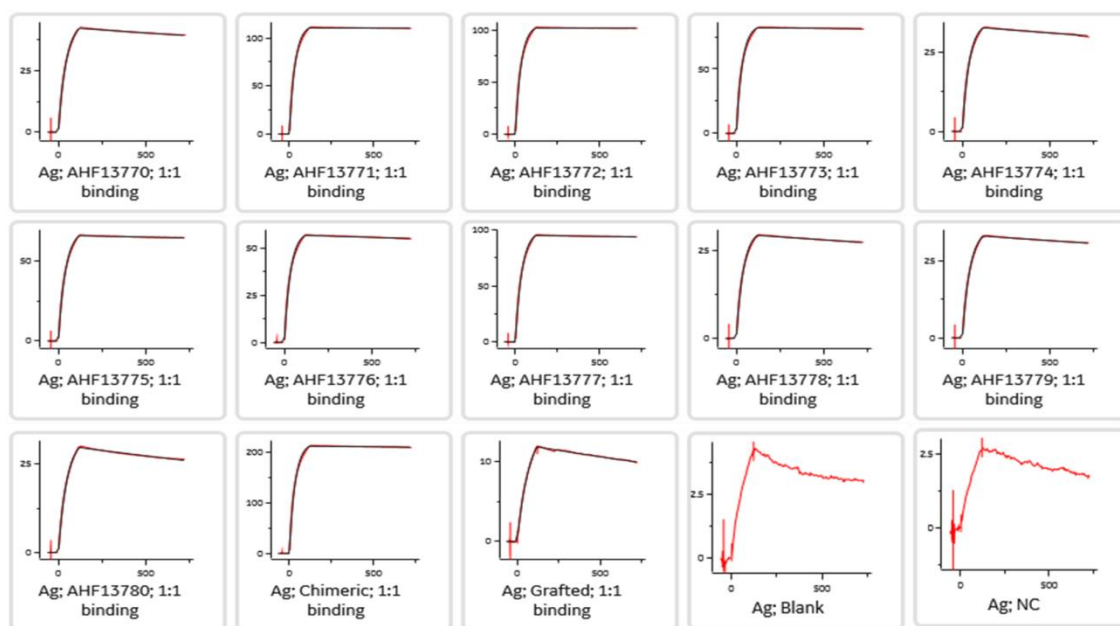 25
0
0
500
Ag; AHF13770; 1:1
binding
100
50
0
0
500
Ag; AHF13771; 1:1
binding
100
50
0
0
500
Ag; AHF13772; 1:1
binding
50
0
0
500
Ag; AHF13773; 1:1
binding
25
0
0
500
Ag; AHF13774; 1:1
binding
50
0
0
500
Ag; AHF13775; 1:1
binding
50
25
0
0
500
Ag; AHF13776; 1:1
binding
100
50
0
0
500
Ag; AHF13777; 1:1
binding
25
0
0
500
Ag; AHF13778; 1:1
binding
25
0
0
500
Ag; AHF13779; 1:1
binding
25
0
0
500
Ag; AHF13780; 1:1
binding
200
100
0
0
500
Ag; Chimeric; 1:1
binding
10
0
0
500
Ag; Grafted; 1:1
binding
2.5
0
0
500
Ag; Blank
2.5
0
0
500
Ag; NC